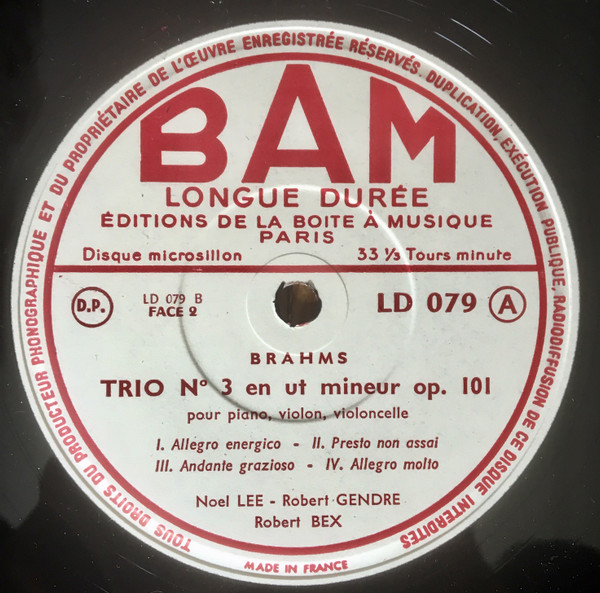 TOUS DROITS DU PRODUCTEUR PHONOGRAPHIQUE ET DU PROPRIÉTAIRE DE L'ŒUVRE ENREGISTRÉE RÉSERVÉS. DUPLICATION, EXÉCUTION PUBLIQUE, RADIODIFFUSION DE CE DISQUE INTERDITES
BAM
LONGUE DURÉE
ÉDITIONS DE LA BOITE À MUSIQUE
PARIS
Disque microsillon 33 ⅓ Tours minute
D.P. LD 079 B LD 079 A
FACE 2
BRAHMS
TRIO Nº 3 en ut mineur op. 101
pour piano, violon, violoncelle
I. Allegro energico - II. Presto non assai
III. Andante grazioso - IV. Allegro molto
Noel LEE - Robert GENDRE
Robert BEX
MADE IN FRANCE